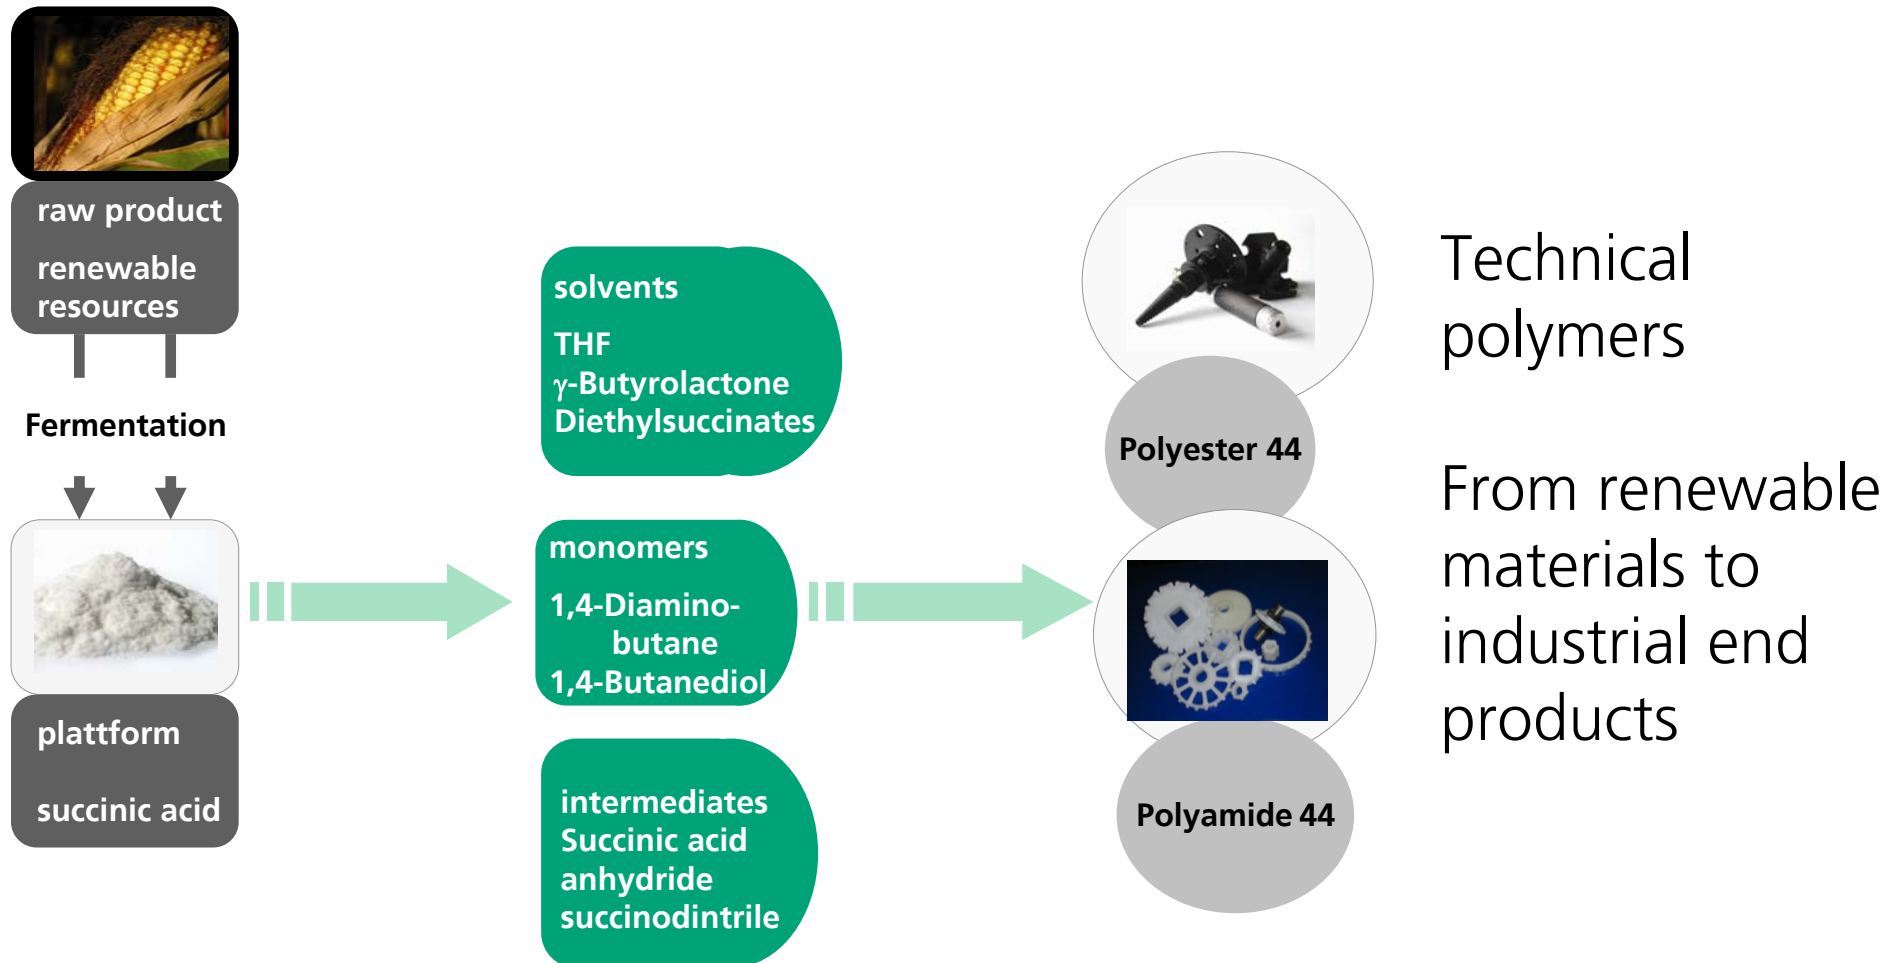 raw product
renewable
resources
Fermentation
plattform
succinic acid
solvents
THF
γ-Butyrolactone
Diethylsuccinates
monomers
1,4-Diamino-
butane
1,4-Butanediol
intermediates
Succinic acid
anhydride
succinodintrile
Polyester 44
Polyamide 44
Technical
polymers
From renewable
materials to
industrial end
products